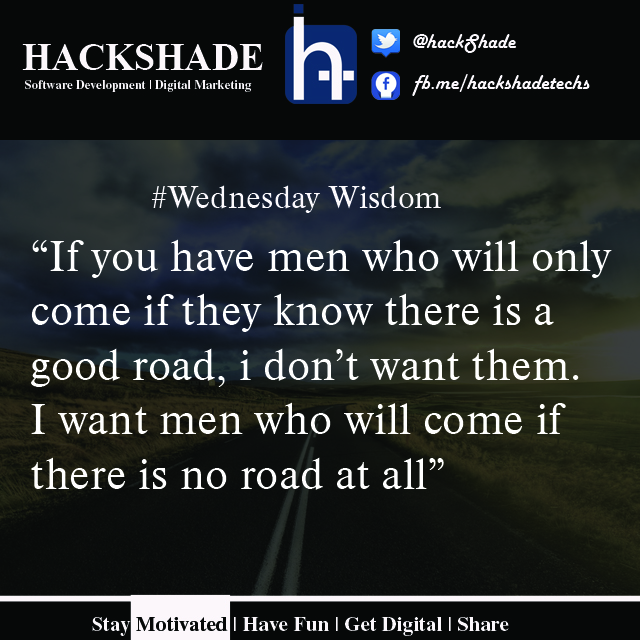 HACKSHADE
Software Development | Digital Marketing
h
@hackShade
f
fb.me/hackshadetechs
#Wednesday Wisdom
“If you have men who will only
come if they know there is a
good road, i don’t want them.
I want men who will come if
there is no road at all”
Stay Motivated | Have Fun | Get Digital | Share